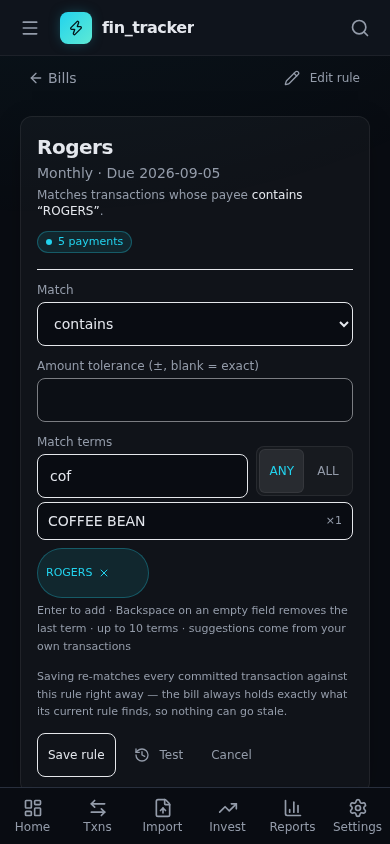 fin_tracker
Bills
Edit rule
Rogers
Monthly · Due 2026-09-05
Matches transactions whose payee contains
“ROGERS”.
5 payments
Match
contains
Amount tolerance (±, blank = exact)
Match terms
cof
ANY
ALL
COFFEE BEAN
×1
ROGERS ×
Enter to add · Backspace on an empty field removes the
last term · up to 10 terms · suggestions come from your
own transactions
Saving re-matches every committed transaction against
this rule right away — the bill always holds exactly what
its current rule finds, so nothing can go stale.
Save rule
Test
Cancel
Home
Txns
Import
Invest
Reports
Settings